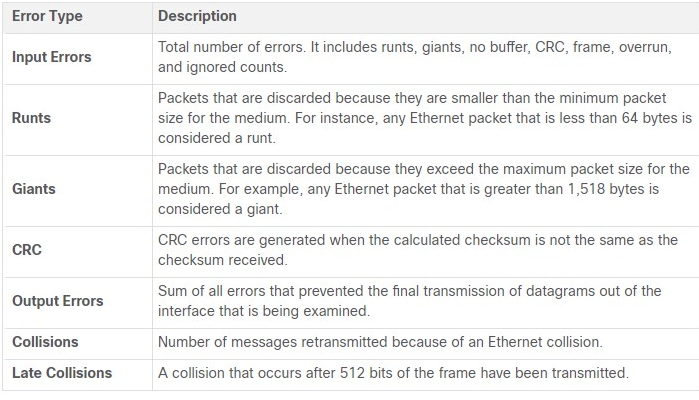 Error Type Description
Input Errors Total number of errors. It includes runts, giants, no buffer, CRC, frame, overrun,
and ignored counts.
Packets that are discarded because they are smaller than the minimum packet
Runts size for the medium. For instance, any Ethernet packet that is less than 64 bytes is
considered a runt.
Packets that are discarded because they exceed the maximum packet size for the
Giants medium. For example, any Ethernet packet that is greater than 1,518 bytes is
considered a giant.
CRC CRC errors are generated when the calculated checksum is not the same as the
checksum received.
Output Errors Sum of all errors that prevented the final transmission of datagrams out of the
interface that is being examined.
Collisions Number of messages retransmitted because of an Ethernet collision.
Late Collisions A collision that occurs after 512 bits of the frame have been transmitted.